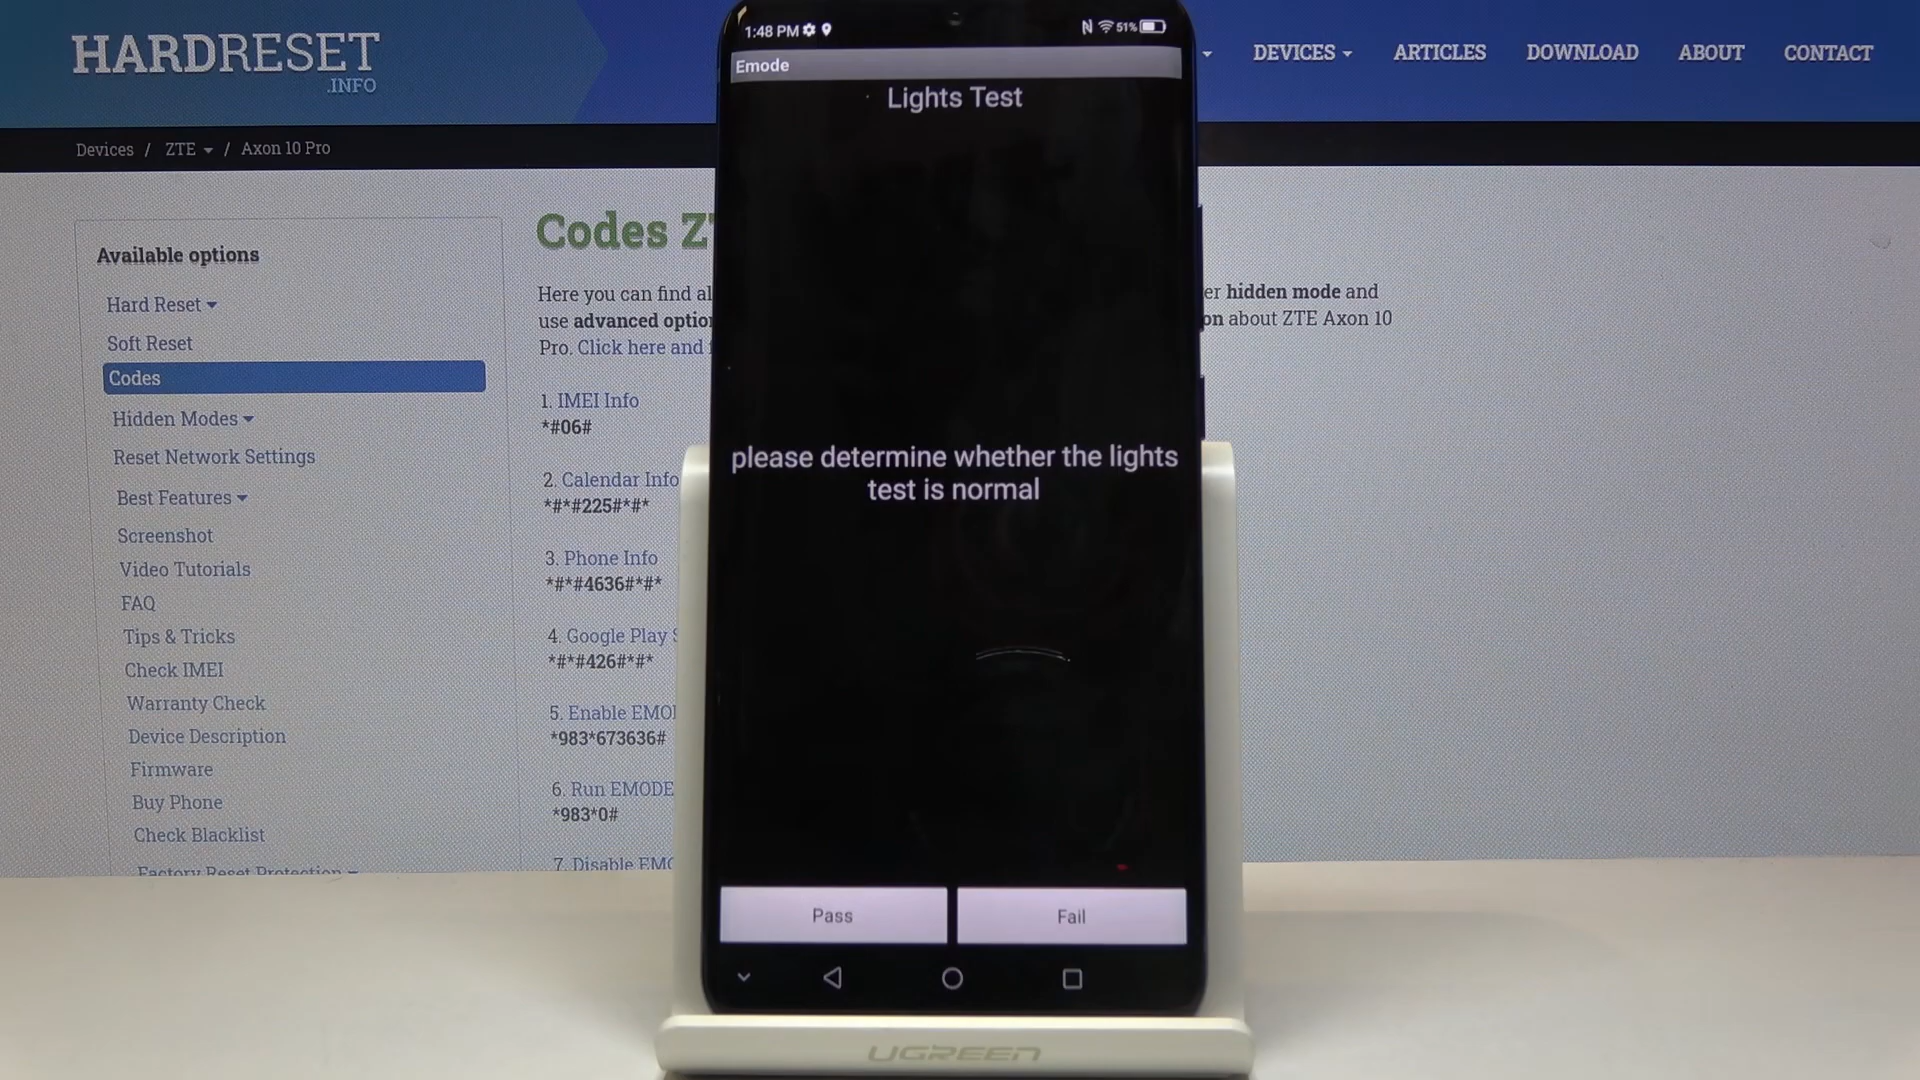 HARDRESET
.INFO
DEVICES
ARTICLES
DOWNLOAD
ABOUT
CONTACT
Devices / ZTE / Axon 10 Pro
Available options
Hard Reset
Soft Reset
Codes
Hidden Modes
Reset Network Settings
Best Features
Screenshot
Video Tutorials
FAQ
Tips & Tricks
Check IMEI
Warranty Check
Device Description
Firmware
Buy Phone
Check Blacklist
Factory Reset Protection
Codes
Here you can find
hidden mode and
use advanced
about ZTE Axon 10
Pro. Click here and
1. IMEI Info
*#06#
2. Calendar Info
*#*#225#*#*
3. Phone Info
*#*#4636#*#*
4. Google Play
*#*#426#*#*
5. Enable
*983*673636#
6. Run EMODE
*983*0#
7. Disable
1:48 PM
51%
Emode
Lights Test
please determine whether the lights
test is normal
Pass
Fail
UGREEN